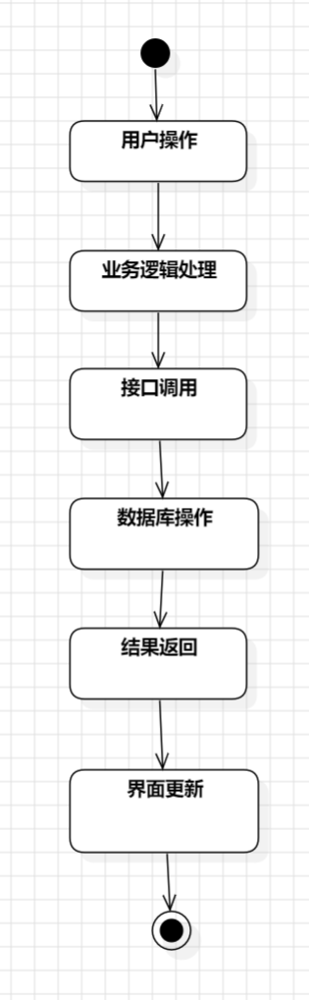 用户操作
业务逻辑处理
接口调用
数据库操作
结果返回
界面更新